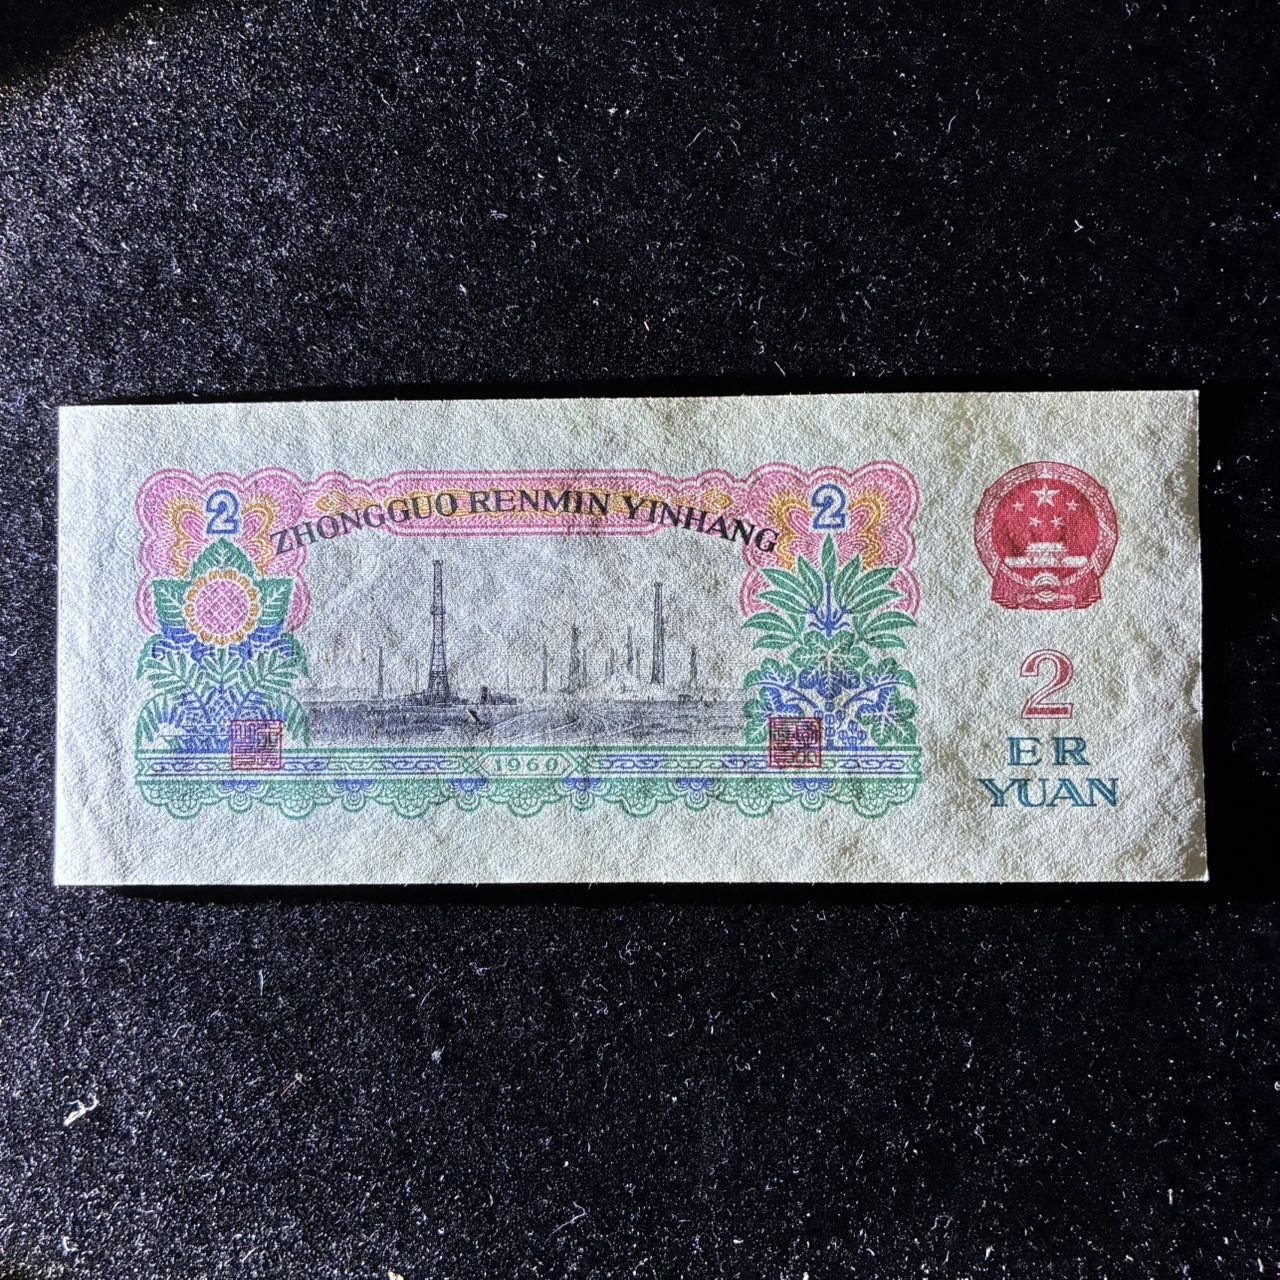 2
ZHONGGUO RENMIN YINHANG
2
1960
2
ER
YUAN